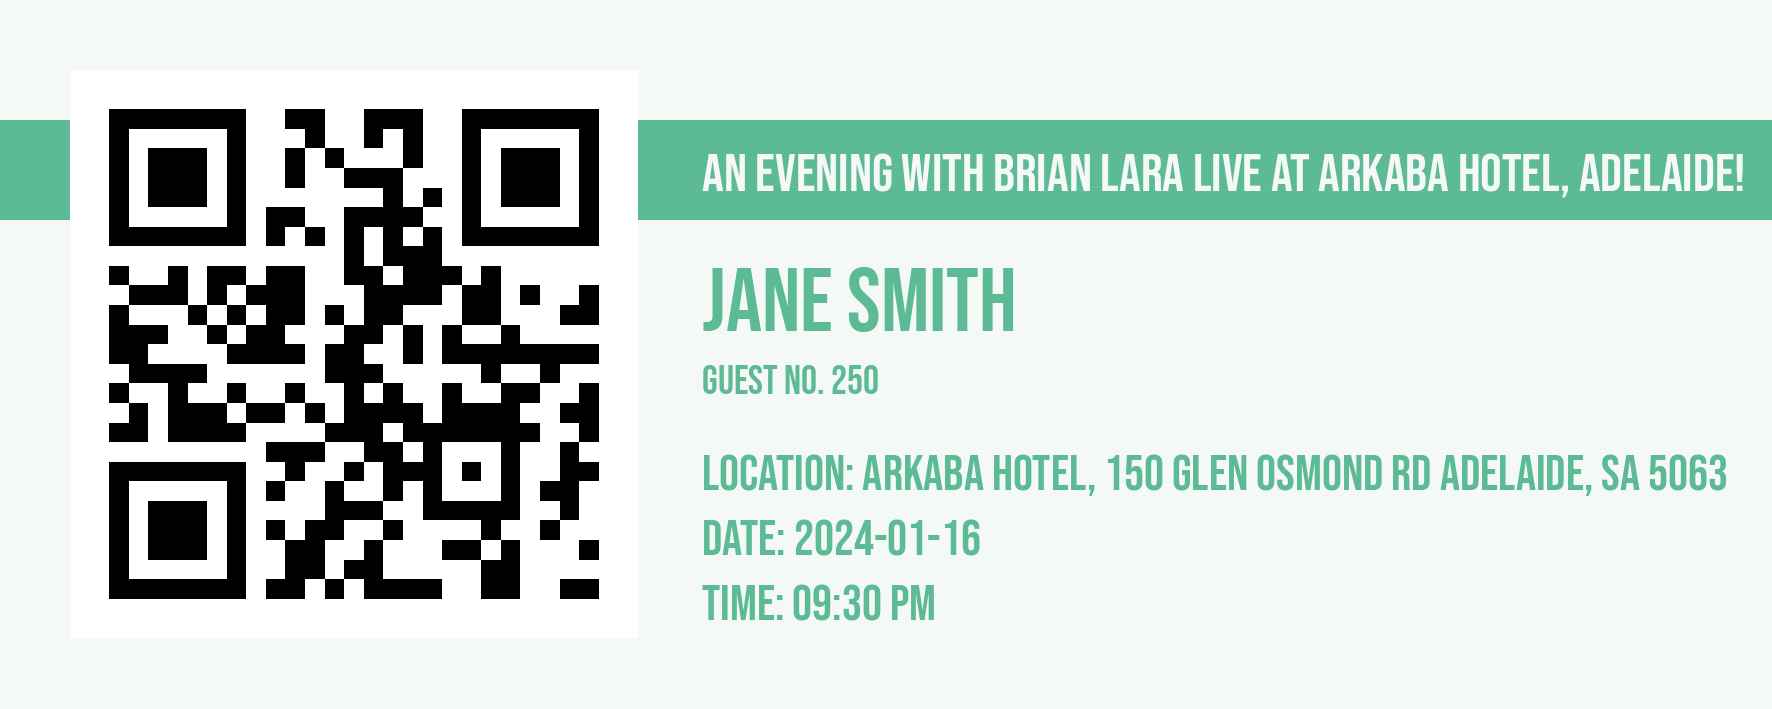 AN EVENING WITH BRIAN LARA LIVE AT ARKABA HOTEL, ADELAIDE!
JANE SMITH
GUEST NO. 250
LOCATION: ARKABA HOTEL, 150 GLEN OSMOND RD ADELAIDE, SA 5063
DATE: 2024-01-16
TIME: 09:30 PM